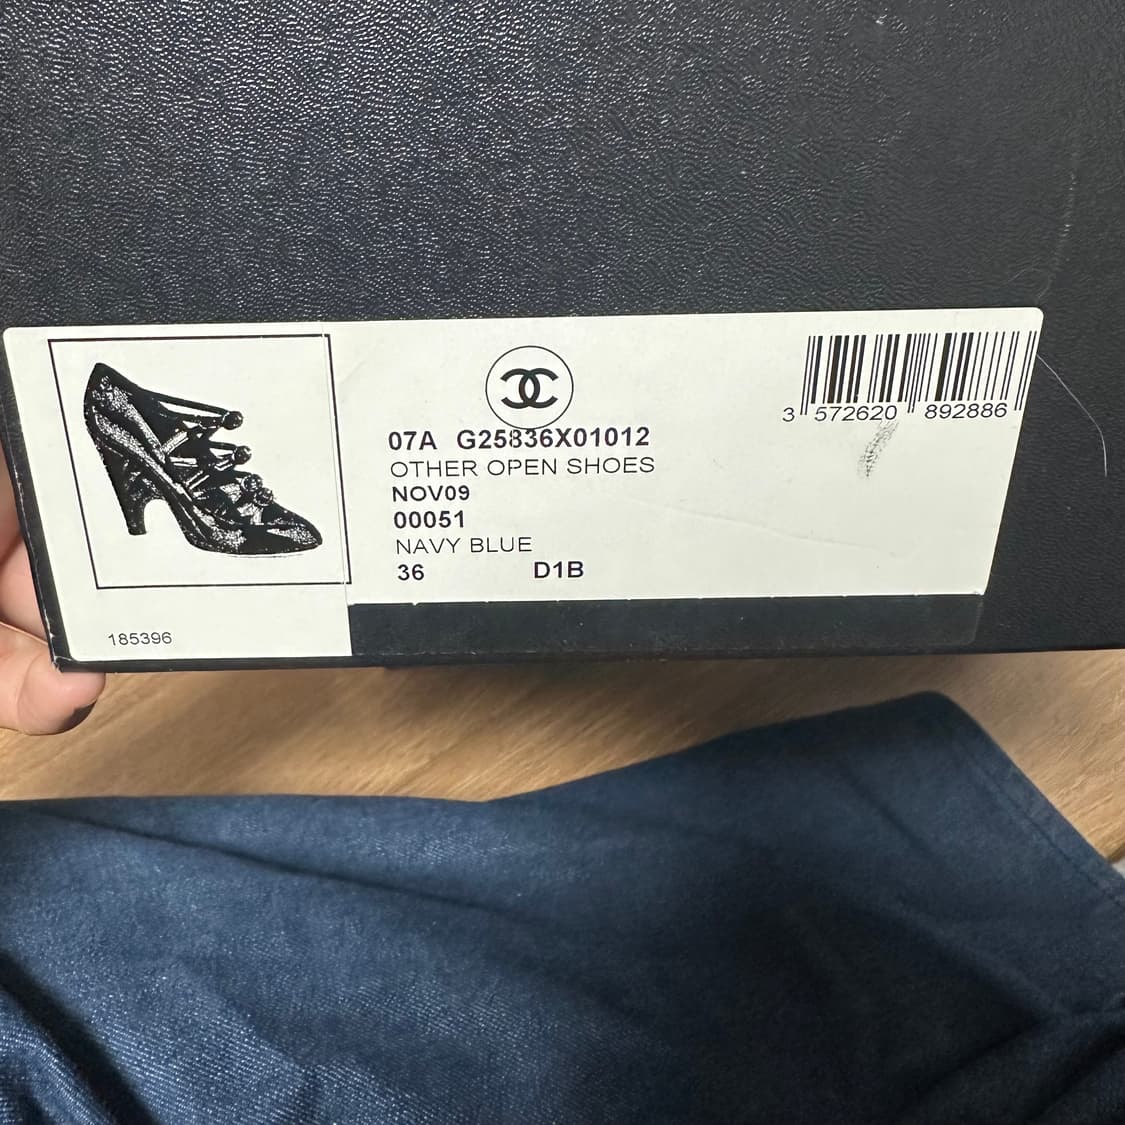 3 572620 892886
07A G25836X01012
OTHER OPEN SHOES
NOV09
00051
NAVY BLUE
36 D1B
185396